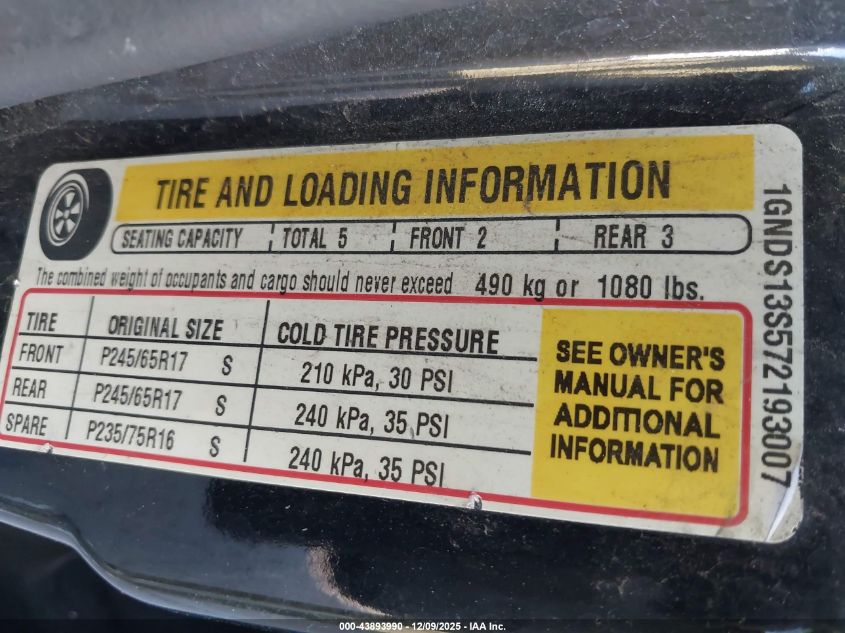 TIRE AND LOADING INFORMATION
SEATING CAPACITY TOTAL 5 FRONT 2 REAR 3
The combined weight of occupants and cargo should never exceed 490 kg or 1080 lbs.
TIRE ORIGINAL SIZE COLD TIRE PRESSURE
FRONT P245/65R17 S 210 kPa, 30 PSI
REAR P245/65R17 S 240 kPa, 35 PSI
SPARE P235/75R16 S 240 kPa, 35 PSI
SEE OWNER'S
MANUAL FOR
ADDITIONAL
INFORMATION
1GNDS13S572193007
000-43893990 - 12/09/2025 - IAA Inc.